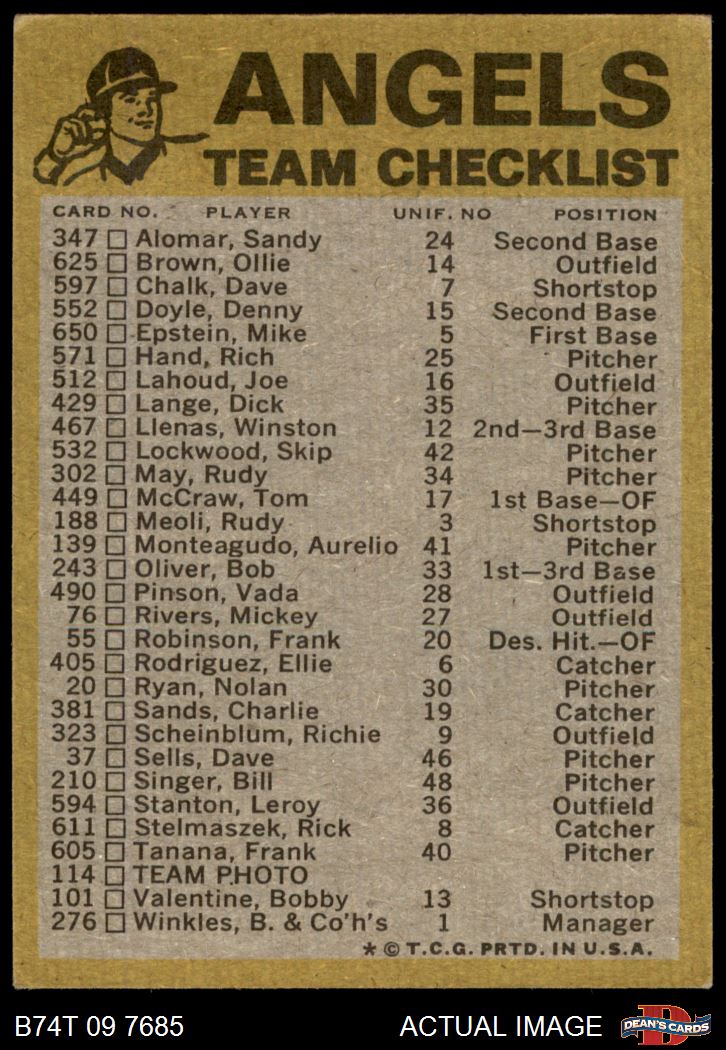 ANGELS
TEAM CHECKLIST
CARD NO. PLAYER UNIF. NO POSITION
347 Alomar, Sandy 24 Second Base
625 Brown, Ollie 14 Outfield
597 Chalk, Dave 7 Shortstop
552 Doyle, Denny 15 Second Base
650 Epstein, Mike 5 First Base
571 Hand, Rich 25 Pitcher
512 Lahoud, Joe 16 Outfield
429 Lange, Dick 35 Pitcher
467 Llenas, Winston 12 2nd—3rd Base
532 Lockwood, Skip 42 Pitcher
302 May, Rudy 34 Pitcher
449 McCraw, Tom 17 1st Base—OF
188 Meoli, Rudy 3 Shortstop
139 Monteagudo, Aurelio 41 Pitcher
243 Oliver, Bob 33 1st—3rd Base
490 Pinson, Vada 28 Outfield
76 Rivers, Mickey 27 Outfield
55 Robinson, Frank 20 Des. Hit.—OF
405 Rodriguez, Ellie 6 Catcher
20 Ryan, Nolan 30 Pitcher
381 Sands, Charlie 19 Catcher
323 Scheinblum, Richie 9 Outfield
37 Sells, Dave 46 Pitcher
210 Singer, Bill 48 Pitcher
594 Stanton, Leroy 36 Outfield
611 Stelmaszek, Rick 8 Catcher
605 Tanana, Frank 40 Pitcher
114 TEAM PHOTO
101 Valentine, Bobby 13 Shortstop
276 Winkles, B. & Co'h's 1 Manager
* © T.C.G. PRTD. IN U.S.A.
B74T 09 7685 ACTUAL IMAGE D DEAN'S CARDS